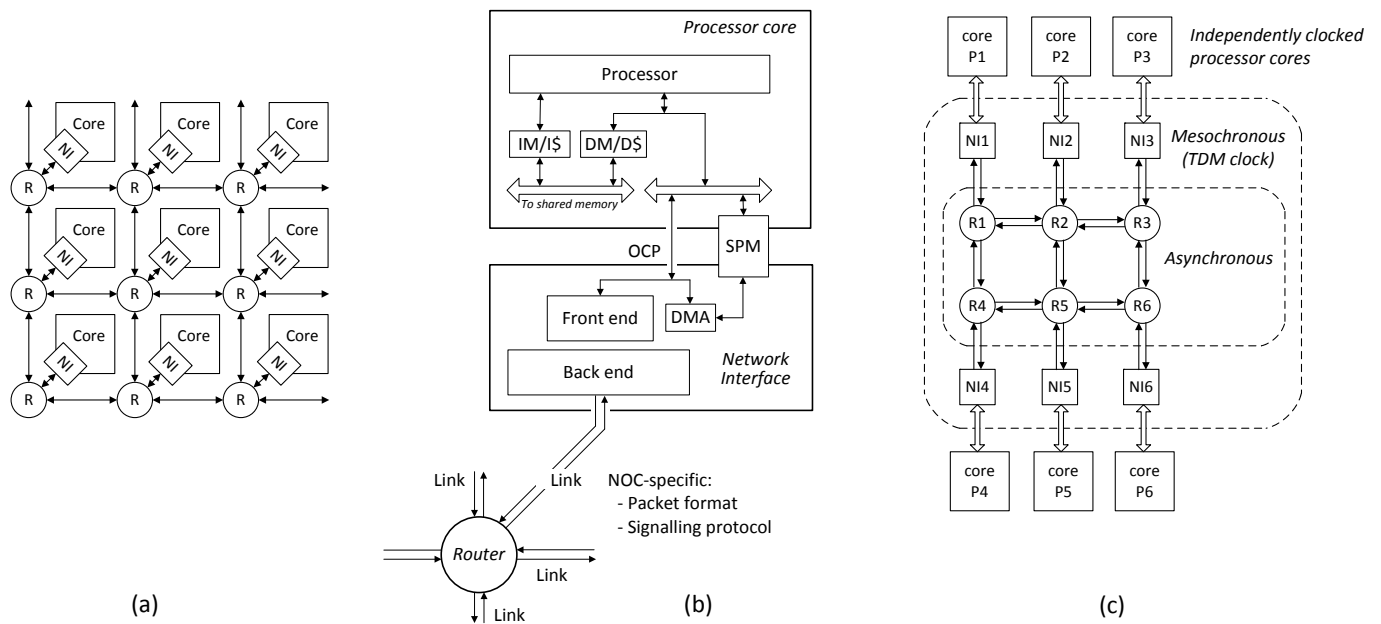 Core
Core
Core
NI
NI
NI
R
R
R
Core
Core
Core
NI
NI
NI
R
R
R
Core
Core
Core
NI
NI
NI
R
R
R
(a)
Processor core
Processor
IM/I$
DM/D$
To shared memory
OCP
SPM
Front end
DMA
Back end
Network
Interface
Link
Link
NOC-specific:
- Packet format
- Signalling protocol
Router
Link
Link
(b)
core
P1
core
P2
core
P3
Independently clocked
processor cores
NI1
NI2
NI3
Mesochronous
(TDM clock)
R1
R2
R3
Asynchronous
R4
R5
R6
NI4
NI5
NI6
core
P4
core
P5
core
P6
(c)